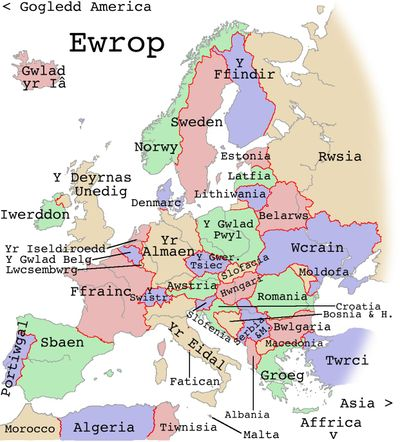 < Gogledd America
Ewrop
Gwlad
yr Iâ
Y
Ffindir
Sweden
Norwy
Estonia
Rwsia
Latfia
Y Deyrnas
Unedig
Denmarc
Lithwania
Iwerddon
Belarws
Yr Iseldiroedd
Y Gwlad Belg
Lwcsembwrg
Yr
Almaen
Y Gwlad
Pwyl
Wcrain
Y Gwer.
Tsiec
Slofacia
Moldofa
Ffrainc
Y
Swistr.
Awstria
Hwngari
Romania
Slofenia
Croatia
Bosnia & H.
Serbia
&M.
Bwlgaria
Macedonia
Portiwgal
Sbaen
Yr Eidal
Fatican
Groeg
Twrci
Albania
Malta
Asia >
Affrica
V
Morocco
Algeria
Tiwnisia